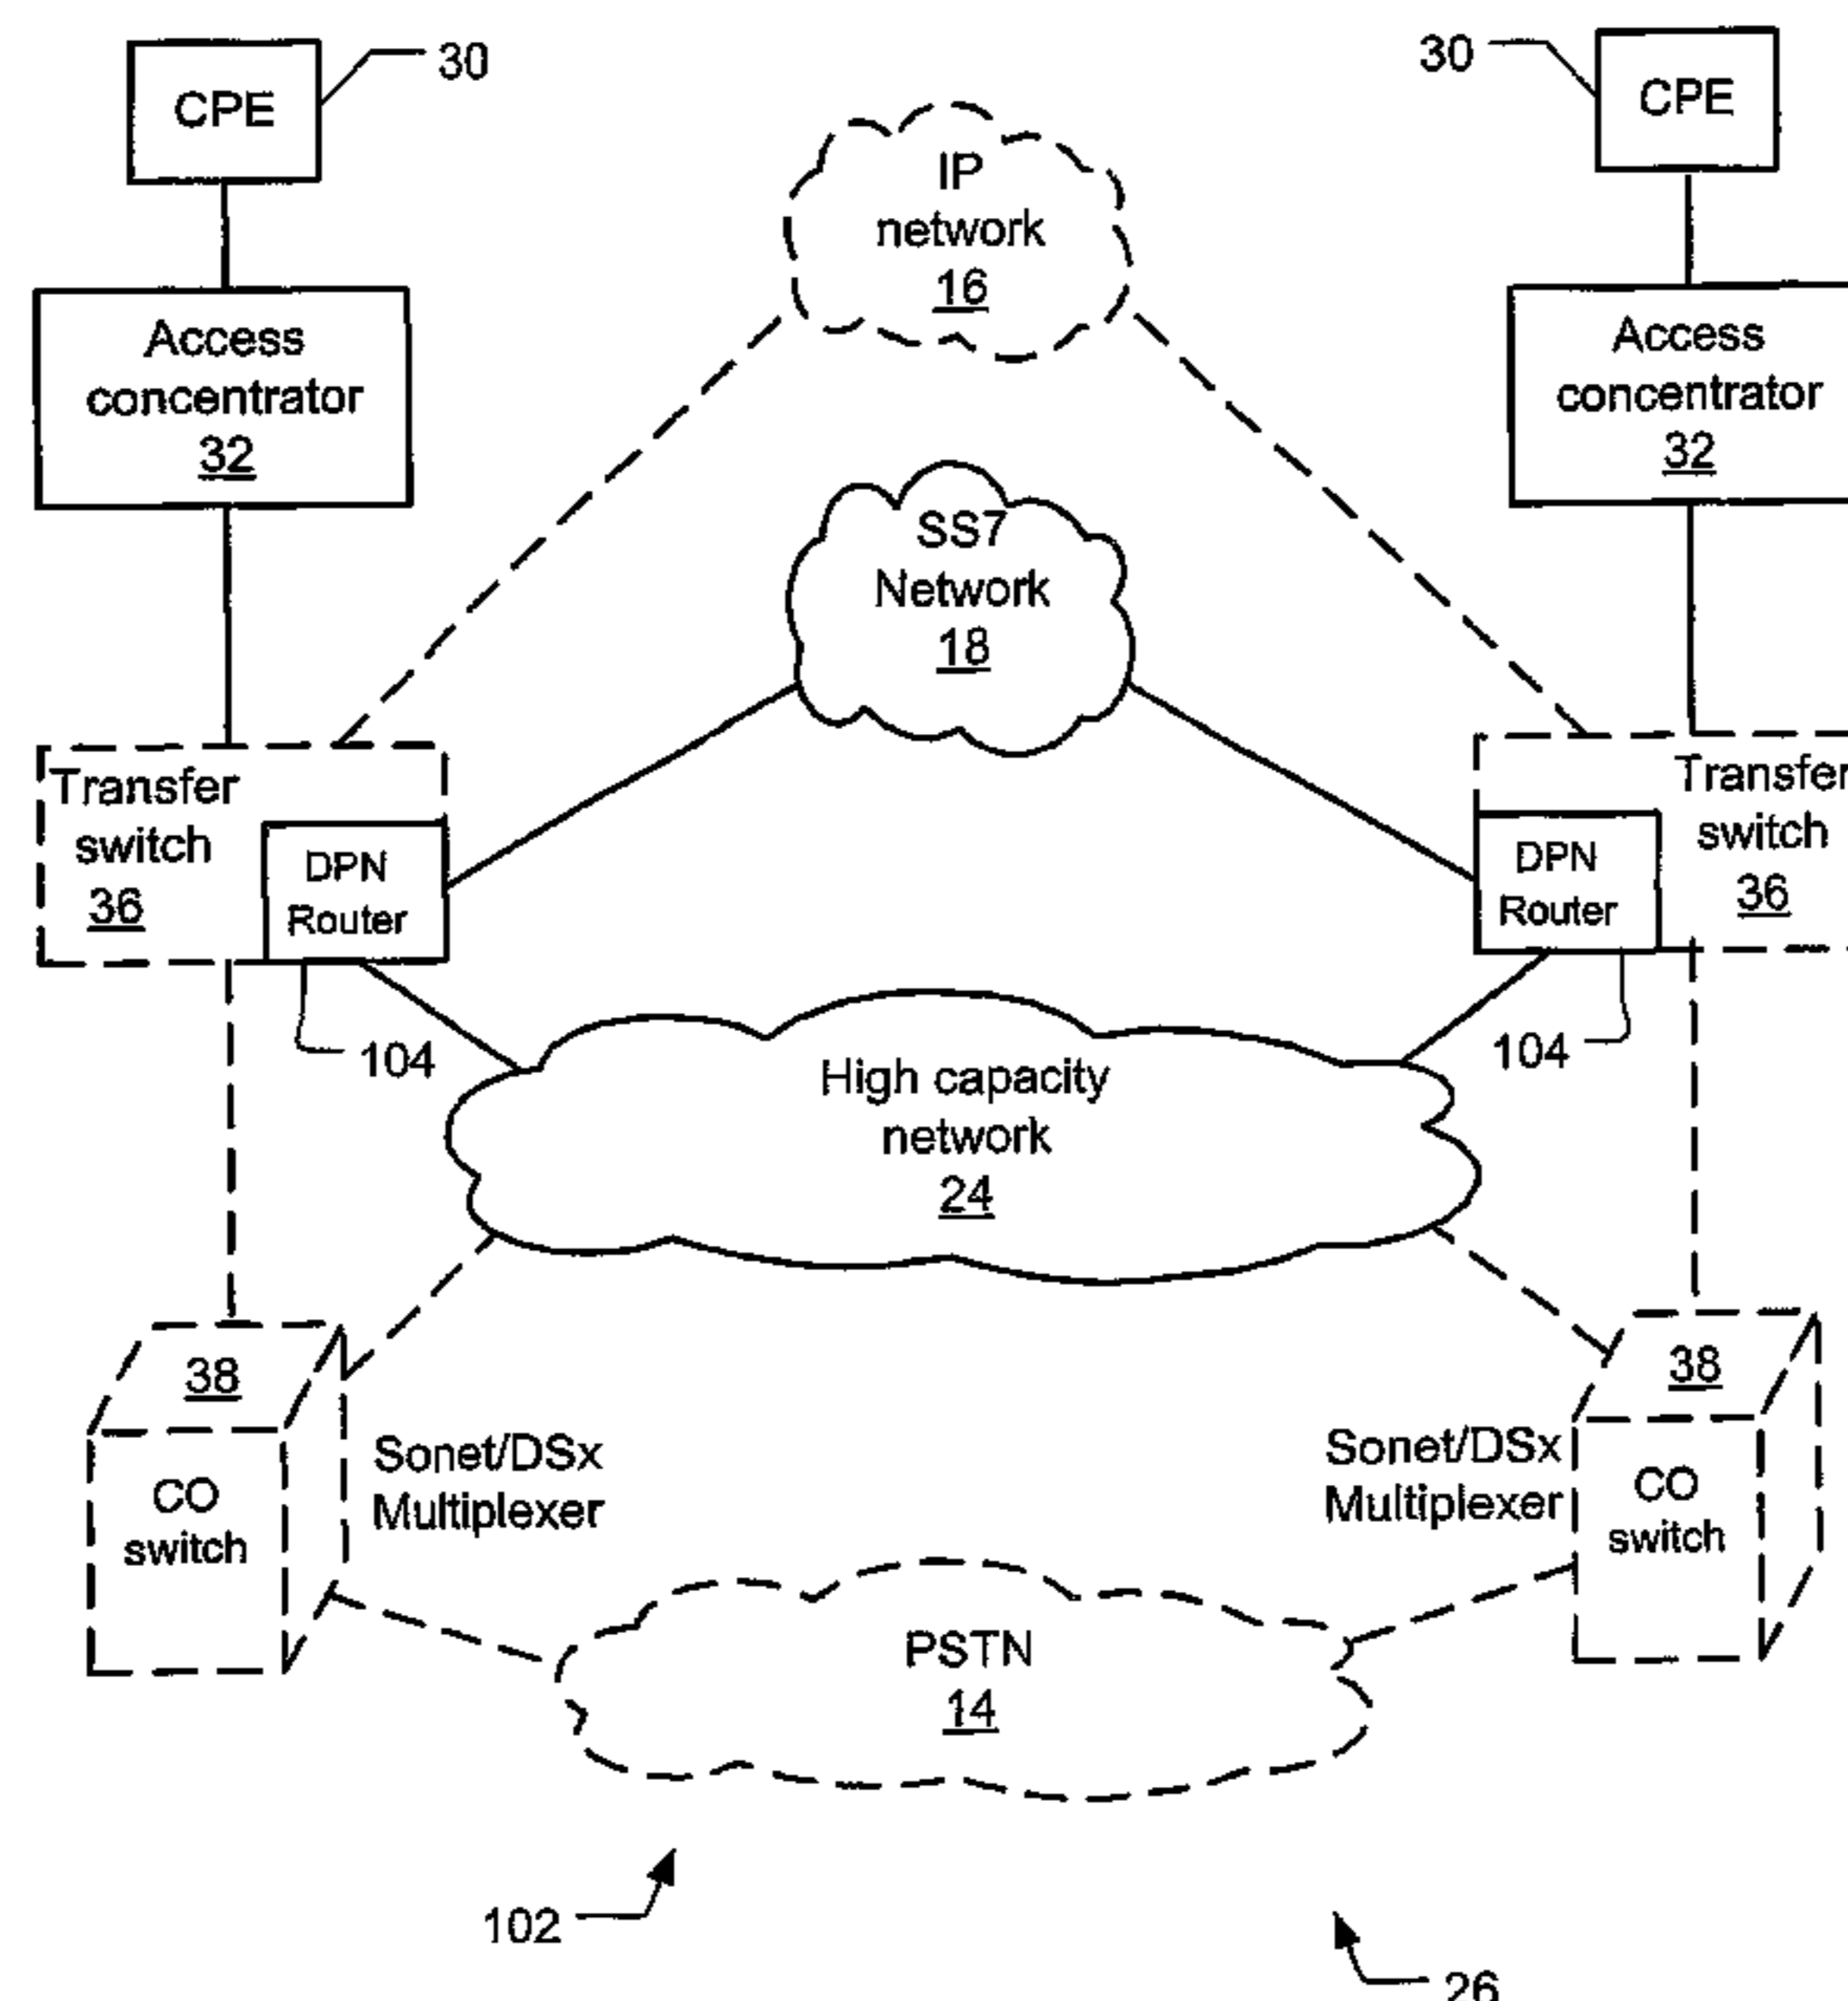 CPE
30
30
CPE
IP
network
16
Access
concentrator
32
Access
concentrator
32
SS7
Network
18
Transfer
switch
36
DPN
Router
Transfer
switch
36
DPN
Router
104
104
High capacity
network
24
38
CO
switch
Sonet/DSx
Multiplexer
Sonet/DSx
Multiplexer
38
CO
switch
PSTN
14
102
26